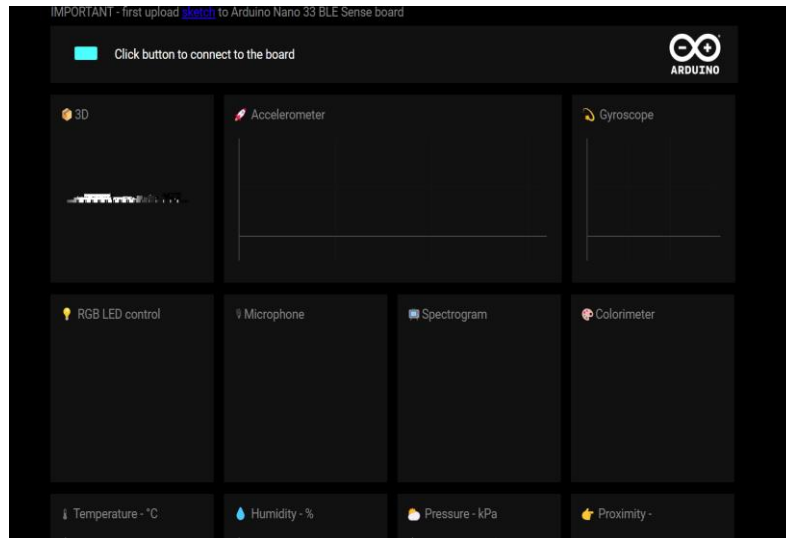 IMPORTANT - first upload sketch to Arduino Nano 33 BLE Sense board
Click button to connect to the board
ARDUINO
3D
Accelerometer
Gyroscope
RGB LED control
Microphone
Spectrogram
Colorimeter
Temperature - °C
Humidity - %
Pressure - kPa
Proximity -